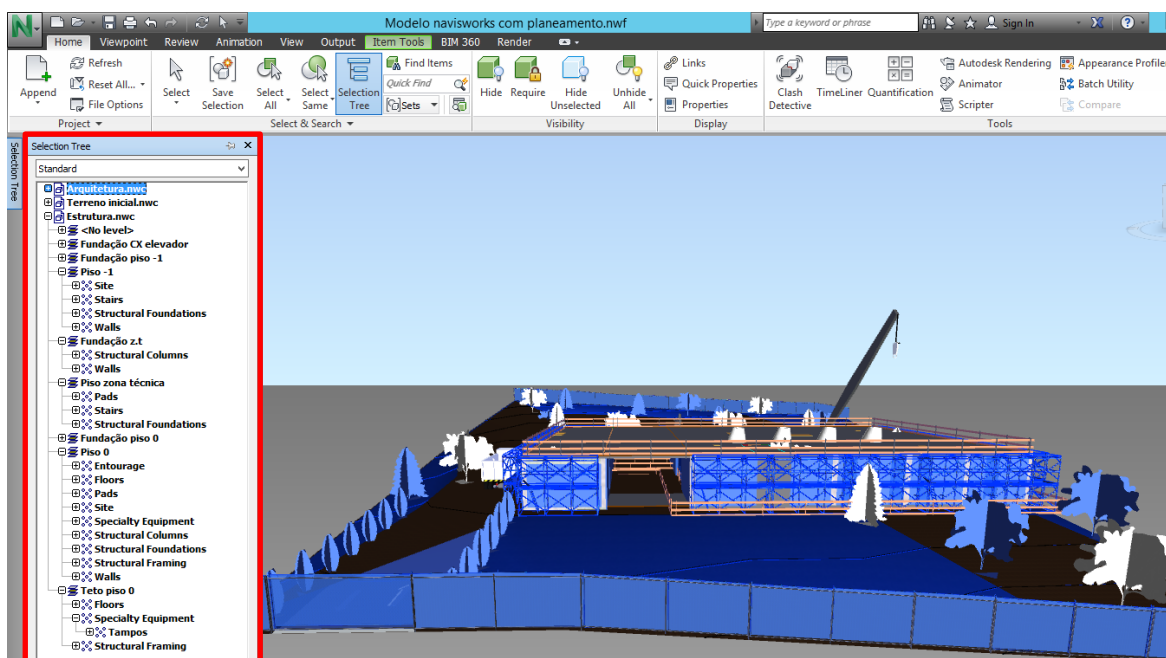 Modelo navisworks com planeamento.nwf
Type a keyword or phrase
Sign In
Home Viewpoint Review Animation View Output Item Tools BIM 360 Render
Append
Refresh
Reset All...
File Options
Project
Select
Save Selection
Select All
Select Same
Selection Tree
Find Items
Quick Find
Sets
Select & Search
Hide
Require
Hide Unselected
Unhide All
Visibility
Links
Quick Properties
Properties
Display
Clash Detective
TimeLiner
Quantification
Autodesk Rendering
Animator
Scripter
Appearance Profile
Batch Utility
Compare
Tools
Selection Tree
Selection Tree
Standard
Arquitetura.nwc
Terreno inicial.nwc
Estrutura.nwc
<No level>
Fundação CX elevador
Fundação piso -1
Piso -1
Site
Stairs
Structural Foundations
Walls
Fundação z.t
Structural Columns
Walls
Piso zona técnica
Pads
Stairs
Structural Foundations
Fundação piso 0
Piso 0
Entourage
Floors
Pads
Site
Specialty Equipment
Structural Columns
Structural Foundations
Structural Framing
Walls
Teto piso 0
Floors
Specialty Equipment
Tampos
Structural Framing